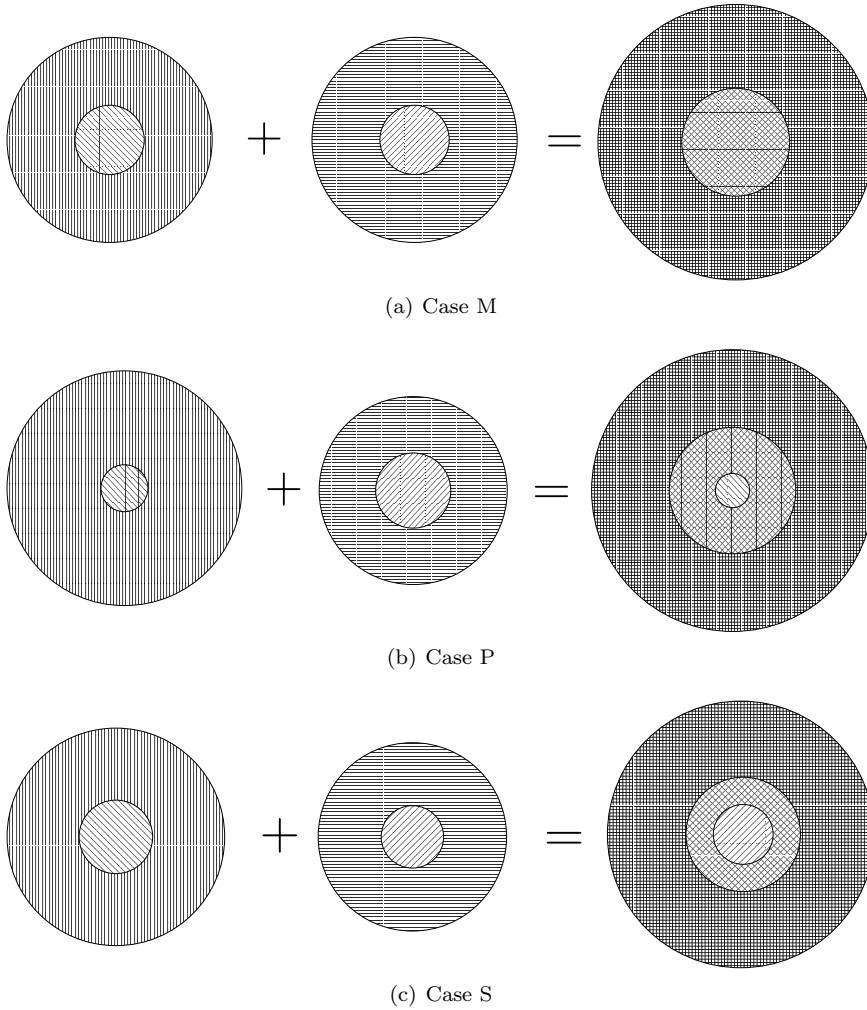 + =
(a) Case M
+ =
(b) Case P
+ =
(c) Case S